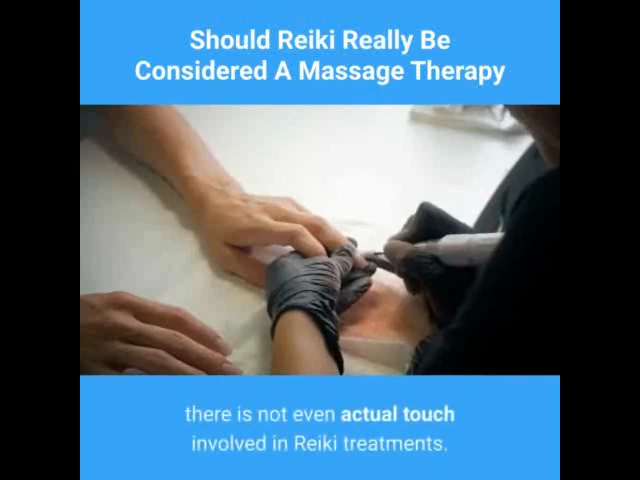 Should Reiki Really Be
Considered A Massage Therapy
there is not even actual touch
involved in Reiki treatments.